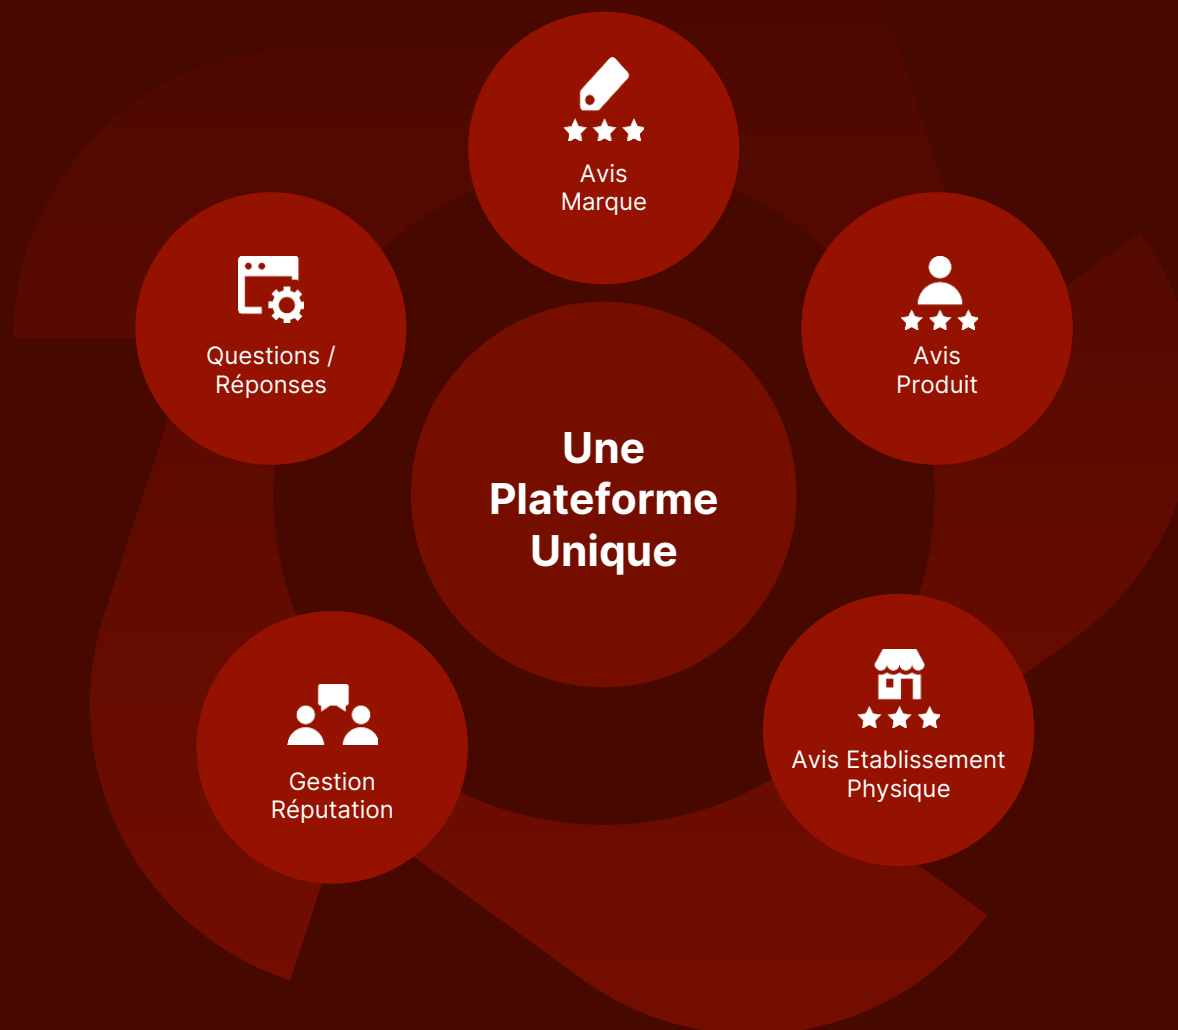 Avis
Marque
Questions /
Réponses
Avis
Produit
Une
Plateforme
Unique
Gestion
Réputation
Avis Etablissement
Physique